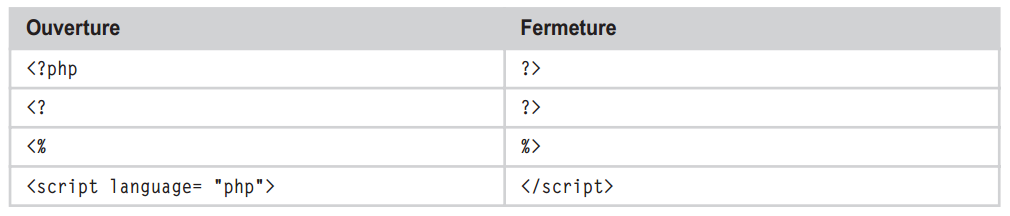 Ouverture Fermeture
<?php ?>
<? ?>
<% %>
<script language= "php"> </script>